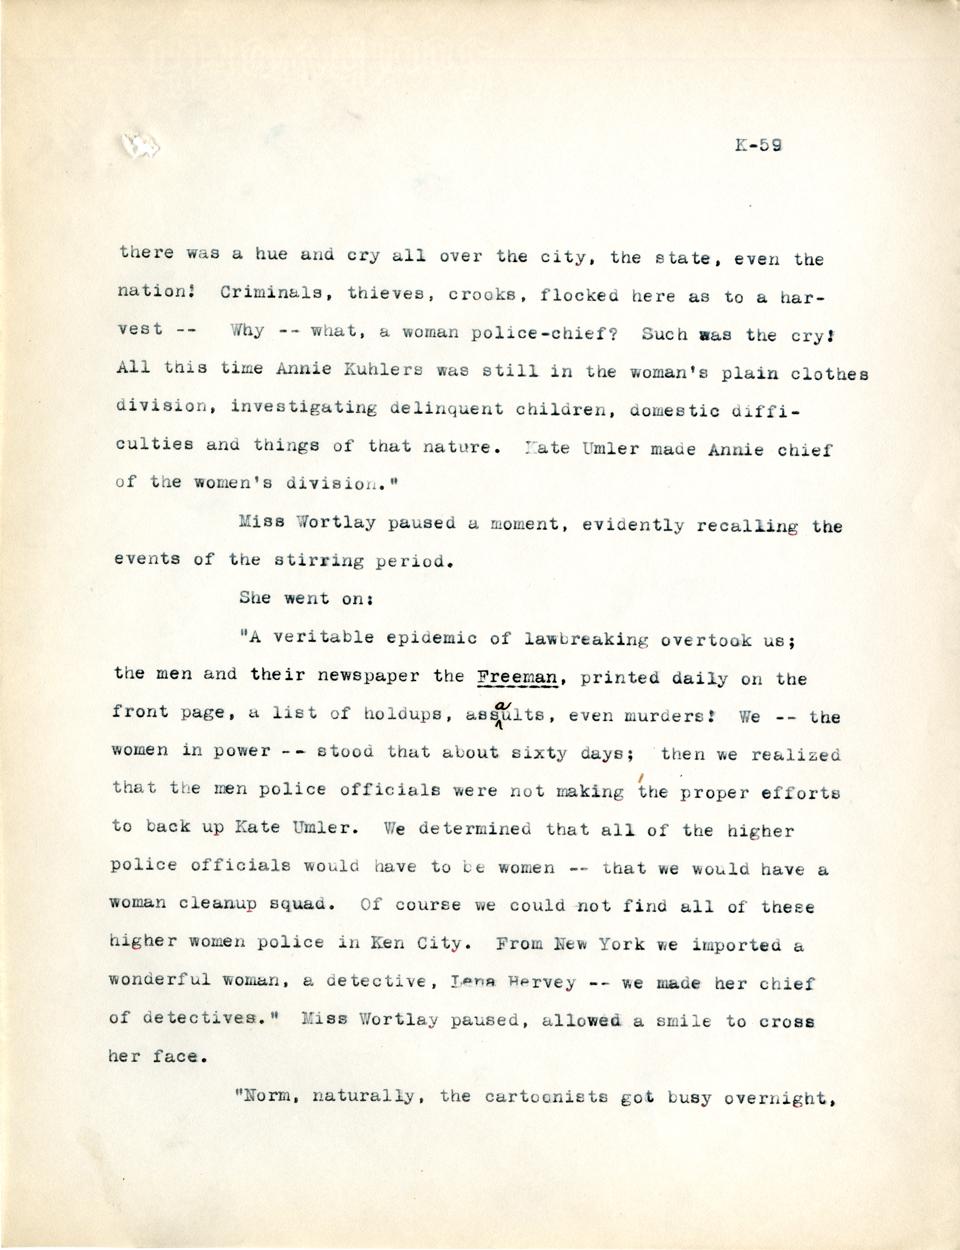 K-59
there was a hue and cry all over the city, the state, even the
nation! Criminals, thieves, crooks, flocked here as to a har-
vest -- Why -- what, a woman police-chief? Such was the cry!
All this time Annie Kuhlers was still in the woman's plain clothes
division, investigating delinquent children, domestic diffi-
culties and things of that nature. Kate Umler made Annie chief
of the women's division."
Miss Wortlay paused a moment, evidently recalling the
events of the stirring period.
She went on:
"A veritable epidemic of lawbreaking overtook us;
the men and their newspaper the Freeman, printed daily on the
front page, a list of holdups, assaults, even murders! We -- the
women in power -- stood that about sixty days; then we realized
that the men police officials were not making the proper efforts
to back up Kate Umler. We determined that all of the higher
police officials would have to be women -- that we would have a
woman cleanup squad. Of course we could not find all of these
higher women police in Ken City. From New York we imported a
wonderful woman, a detective, Lena Hervey -- we made her chief
of detectives." Miss Wortlay paused, allowed a smile to cross
her face.
"Norm, naturally, the cartoonists got busy overnight,